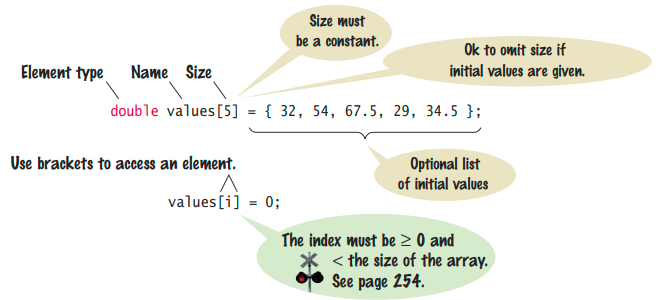 Size must
be a constant.
Ok to omit size if
initial values are given.
Element type Name Size
double values[5] = { 32, 54, 67.5, 29, 34.5 };
Use brackets to access an element.
Optional list
of initial values
values[i] = 0;
The index must be ≥ 0 and
< the size of the array.
See page 254.